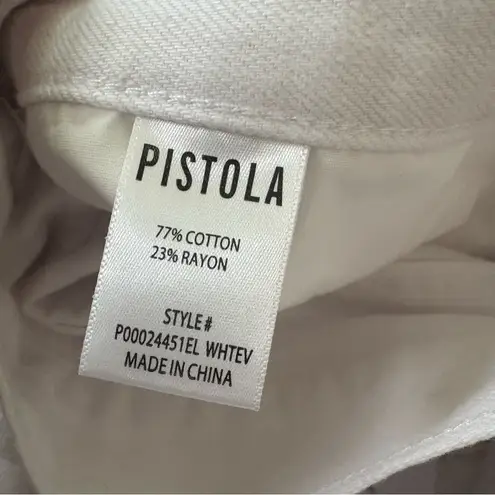 PISTOLA
77% COTTON
23% RAYON
STYLE#
P00024451EL WHTEV
MADE IN CHINA